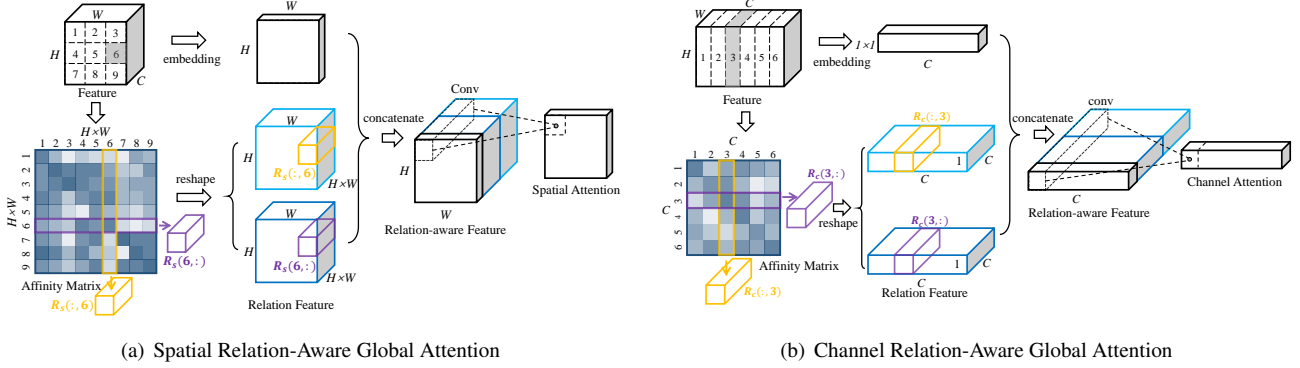 W
1 2 3
H 4 5 6
7 8 9
C
Feature
embedding
H
H×W
1 2 3 4 5 6 7 8 9
H×W
1
2
3
4
5
6
7
8
9
Affinity Matrix
R_s(6,:)
R_s(:,6)
reshape
W
H
R_s(:,6)
H×W
W
H
R_s(6,:)
H×W
Relation Feature
concatenate
Conv
H
W
Relation-aware Feature
Spatial Attention
(a) Spatial Relation-Aware Global Attention
W
C
H
1 2 3 4 5 6
Feature
embedding
1×1
C
C
1 2 3 4 5 6
C
1
2
3
4
5
6
Affinity Matrix
R_c(3,:)
R_c(:,3)
reshape
R_c(:,3)
1
C
C
R_c(3,:)
1
C
C
Relation Feature
concatenate
conv
Relation-aware Feature
Channel Attention
(b) Channel Relation-Aware Global Attention